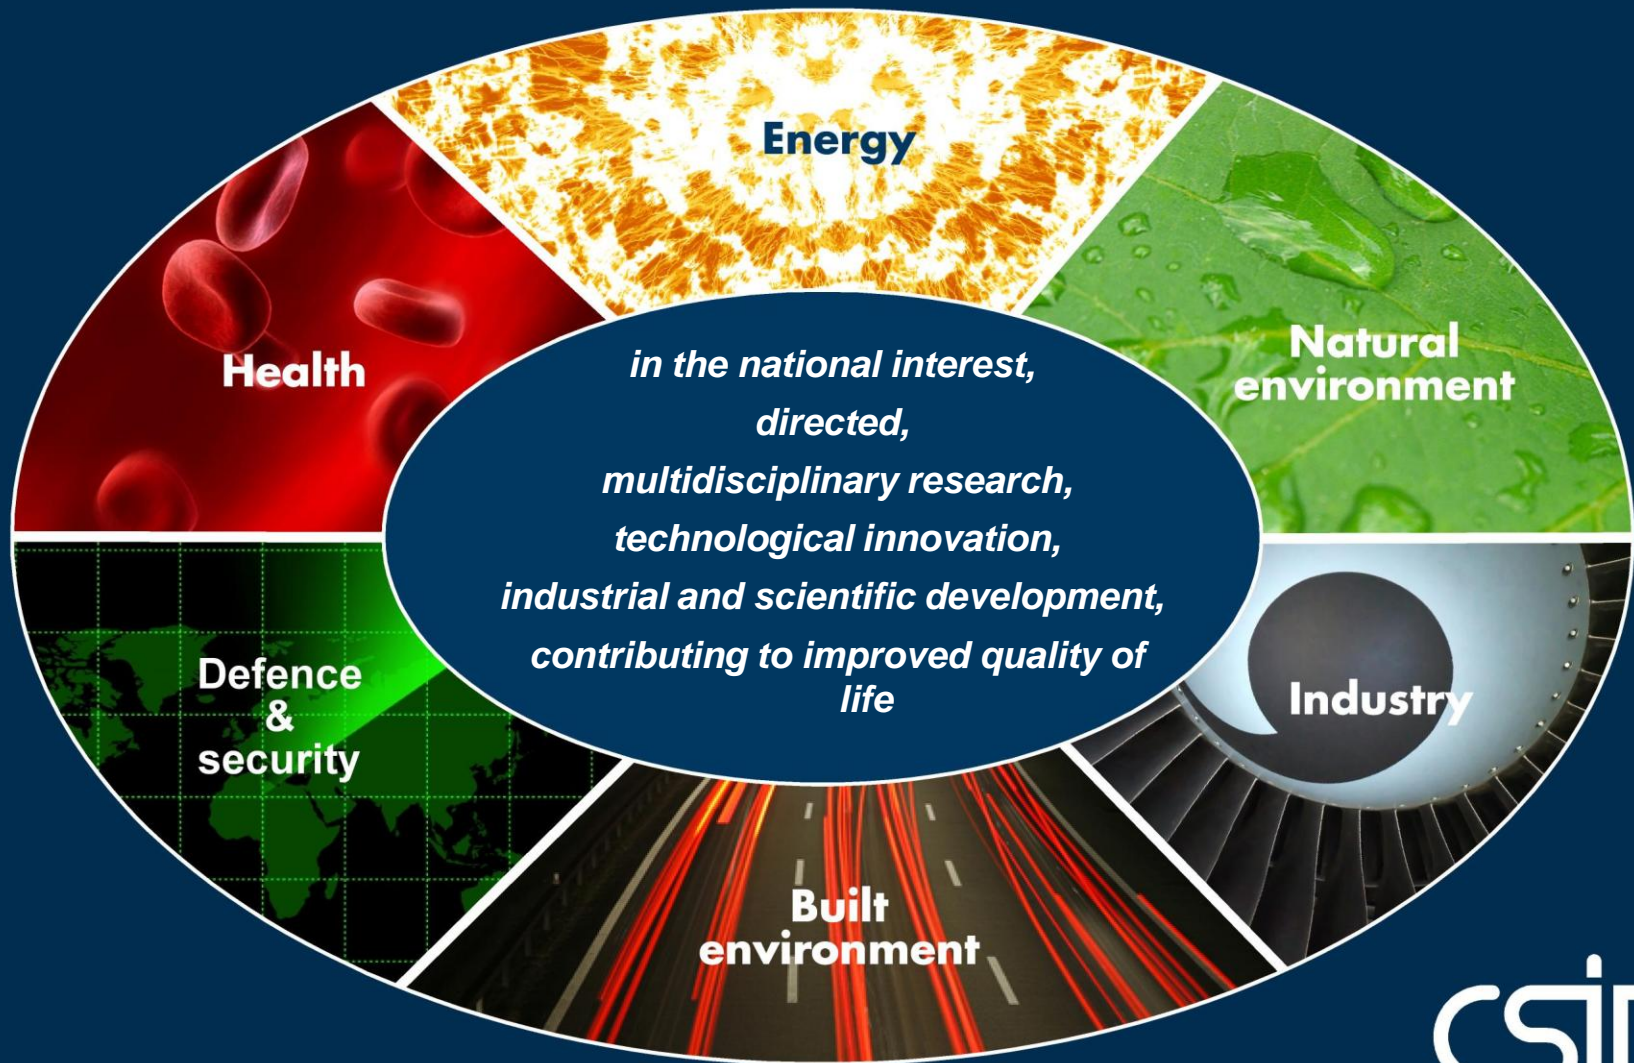 Energy
Health
Natural
environment
in the national interest,
directed,
multidisciplinary research,
technological innovation,
industrial and scientific development,
contributing to improved quality of
life
Defence
&
security
Industry
Built
environment